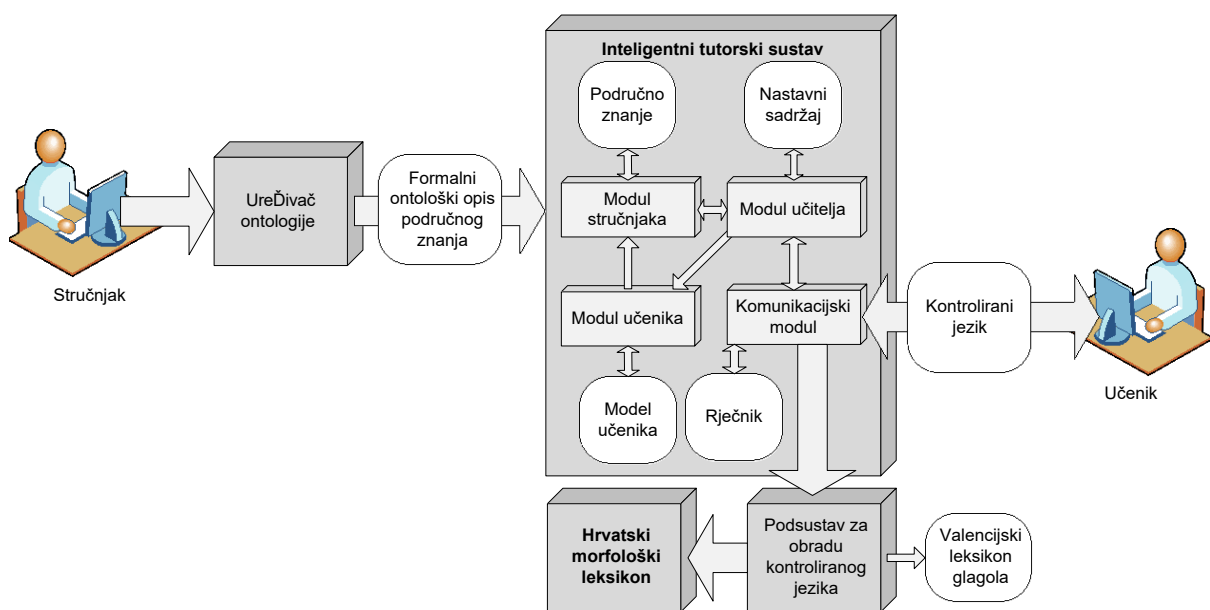 Inteligentni tutorski sustav
Područno
znanje
Nastavni
sadržaj
Stručnjak
UreĐivač
ontologije
Formalni
ontološki opis
područnog
znanja
Modul
stručnjaka
Modul učitelja
Modul učenika
Komunikacijski
modul
Kontrolirani
jezik
Učenik
Model
učenika
Rječnik
Hrvatski
morfološki
leksikon
Podsustav za
obradu
kontroliranog
jezika
Valencijski
leksikon
glagola